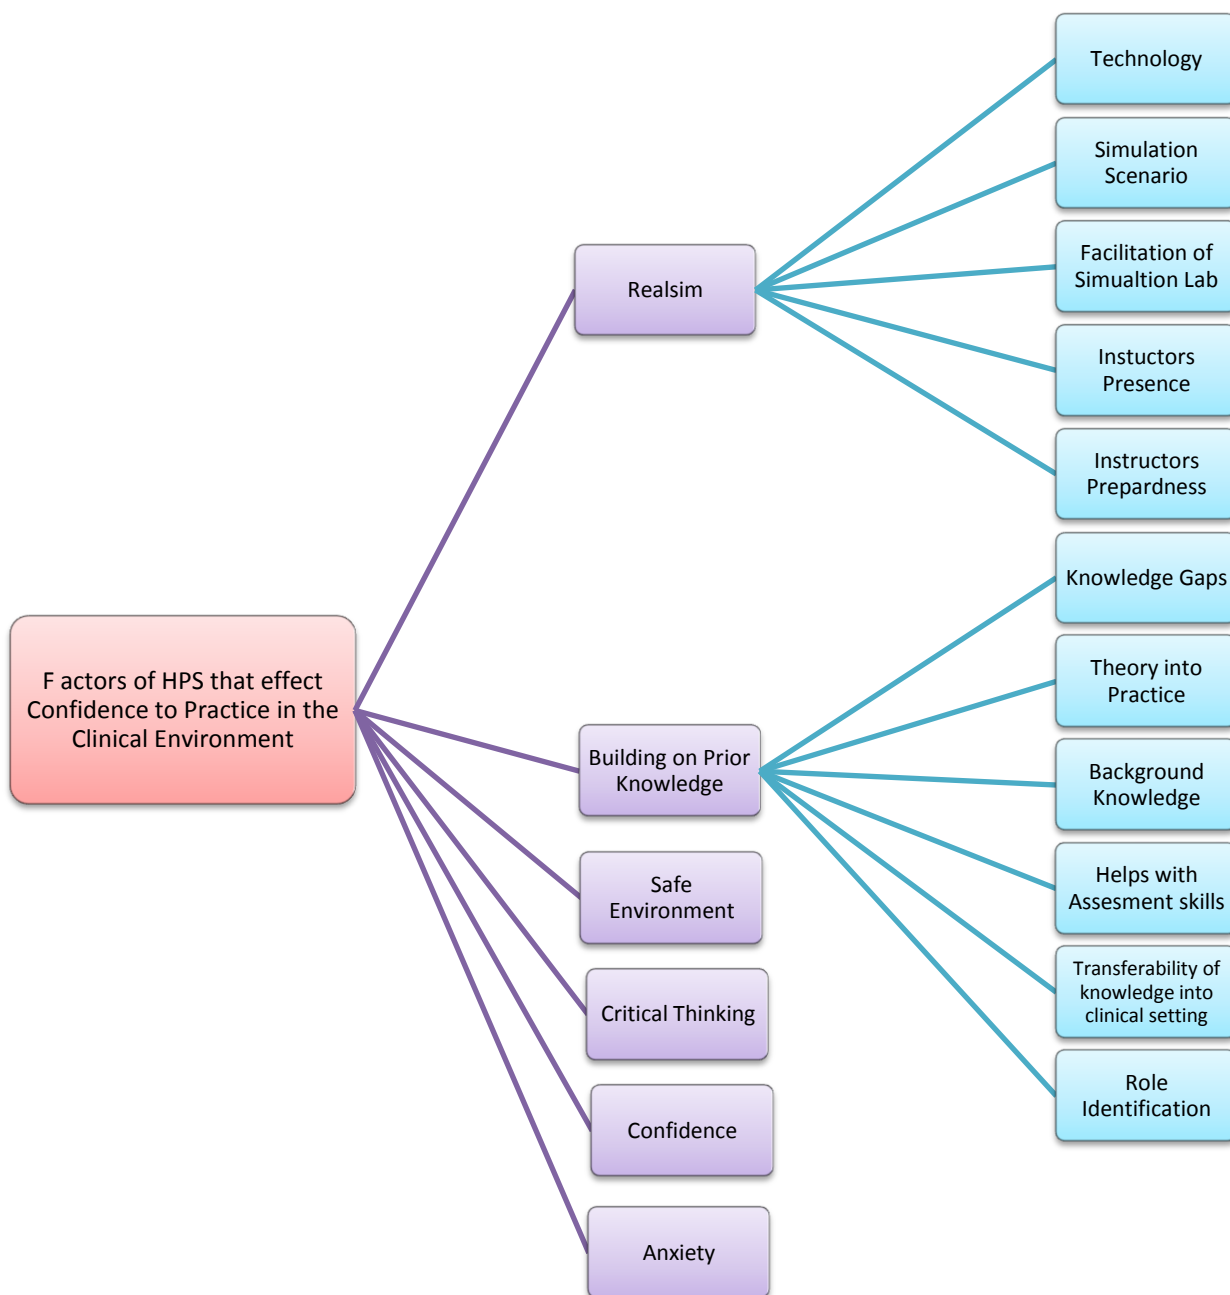 F actors of HPS that effect
Confidence to Practice in the
Clinical Environment
Realsim
Technology
Simulation
Scenario
Facilitation of
Simualtion Lab
Instuctors
Presence
Instructors
Prepardness
Building on Prior
Knowledge
Knowledge Gaps
Theory into
Practice
Background
Knowledge
Helps with
Assesment skills
Transferability of
knowledge into
clinical setting
Role
Identification
Safe
Environment
Critical Thinking
Confidence
Anxiety